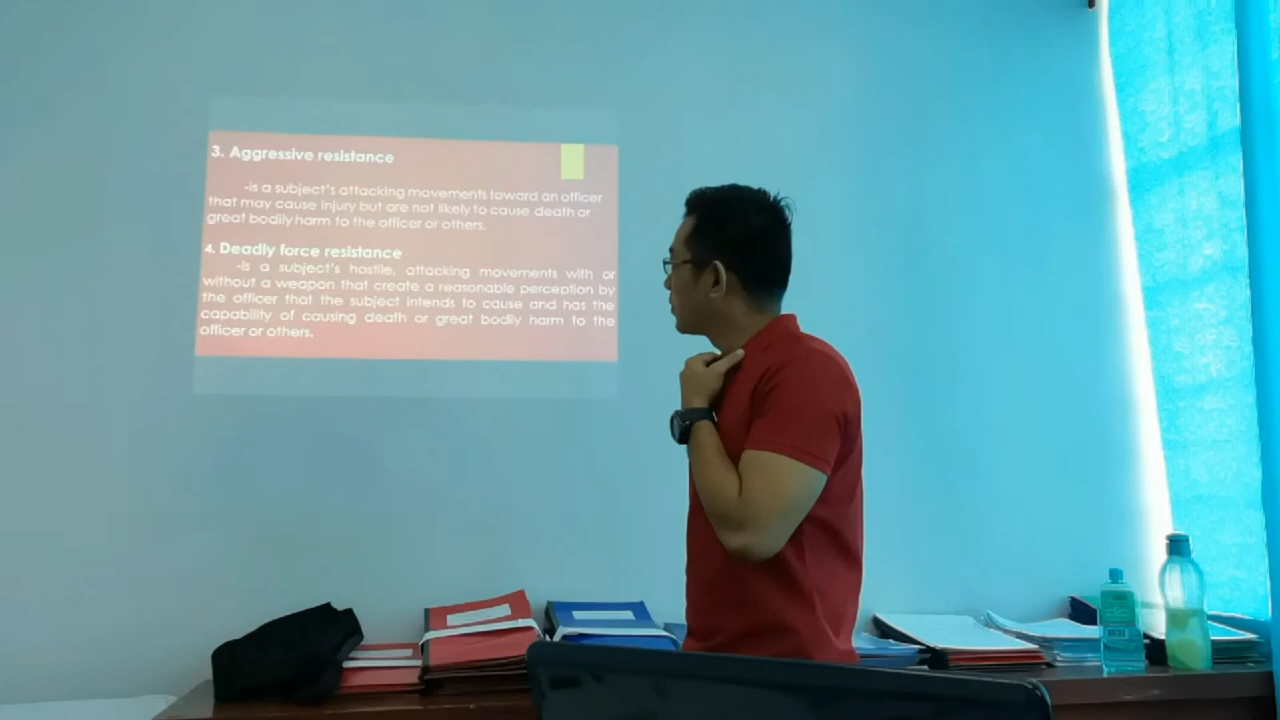 3. Aggressive resistance
-is a subject's attacking movements toward an officer
that may cause injury but are not likely to cause death or
great bodily harm to the officer or others.
4. Deadly force resistance
-is a subject's hostile, attacking movements with or
without a weapon that create a reasonable perception by
the officer that the subject intends to cause and has the
capability of causing death or great bodily harm to the
officer or others.